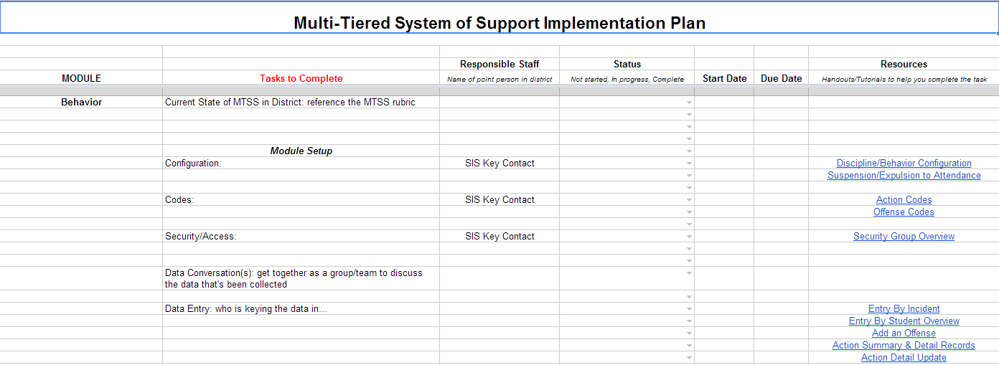 Multi-Tiered System of Support Implementation Plan
Responsible Staff Status Resources
MODULE Tasks to Complete Name of point person in district Not started, In progress, Complete Start Date Due Date Handouts/Tutorials to help you complete the task
Behavior Current State of MTSS in District: reference the MTSS rubric
Module Setup
Configuration: SIS Key Contact Discipline/Behavior Configuration
Suspension/Expulsion to Attendance
Codes: SIS Key Contact Action Codes
Offense Codes
Security/Access: SIS Key Contact Security Group Overview
Data Conversation(s): get together as a group/team to discuss
the data that's been collected
Data Entry: who is keying the data in... Entry By Incident
Entry By Student Overview
Add an Offense
Action Summary & Detail Records
Action Detail Update